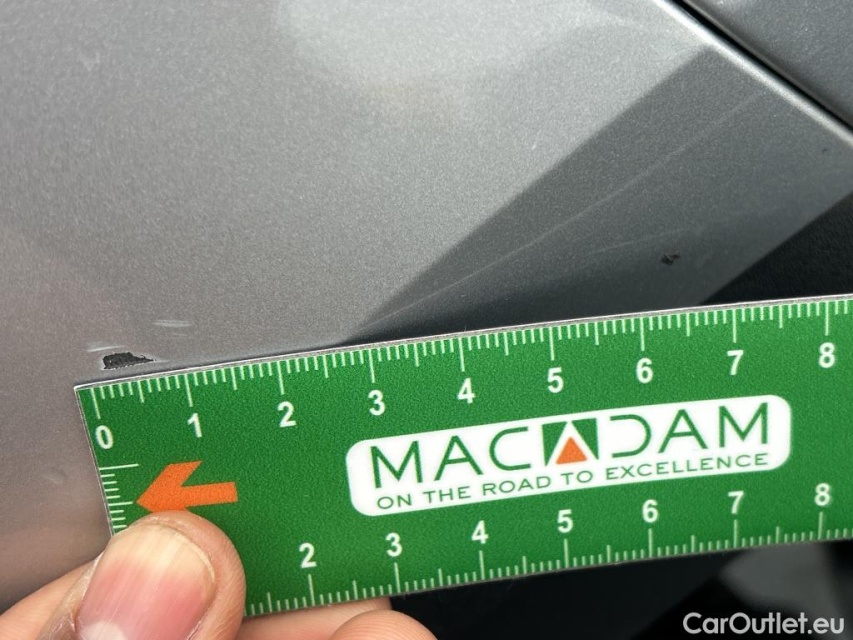 0 1 2 3 4 5 6 7 8
MACADAM
ON THE ROAD TO EXCELLENCE
2 3 4 5 6 7 8
CarOutlet.eu